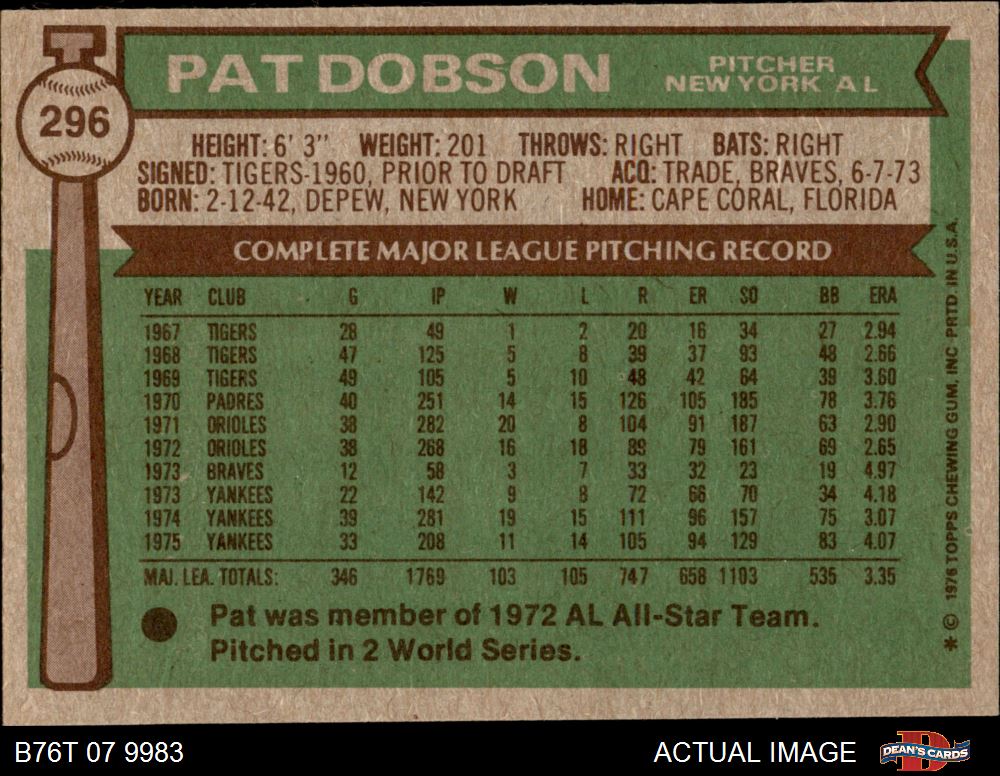 PAT DOBSON
PITCHER
NEW YORK A L
296
HEIGHT: 6' 3" WEIGHT: 201 THROWS: RIGHT BATS: RIGHT
SIGNED: TIGERS-1960, PRIOR TO DRAFT ACQ: TRADE, BRAVES, 6-7-73
BORN: 2-12-42, DEPEW, NEW YORK HOME: CAPE CORAL, FLORIDA
COMPLETE MAJOR LEAGUE PITCHING RECORD
YEAR CLUB G IP W L R ER SO BB ERA
1967 TIGERS 28 49 1 2 20 16 34 27 2.94
1968 TIGERS 47 125 5 8 39 37 93 48 2.66
1969 TIGERS 49 105 5 10 48 42 64 39 3.60
1970 PADRES 40 251 14 15 126 105 185 78 3.76
1971 ORIOLES 38 282 20 8 104 91 187 63 2.90
1972 ORIOLES 38 268 16 18 89 79 161 69 2.65
1973 BRAVES 12 58 3 7 33 32 23 19 4.97
1973 YANKEES 22 142 9 8 72 66 70 34 4.18
1974 YANKEES 39 281 19 15 111 96 157 75 3.07
1975 YANKEES 33 208 11 14 105 94 129 83 4.07
MAJ. LEA. TOTALS: 346 1769 103 105 747 658 1103 535 3.35
Pat was member of 1972 AL All-Star Team.
Pitched in 2 World Series.
* © 1976 TOPPS CHEWING GUM, INC PRTD. IN U.S.A.
B76T 07 9983
ACTUAL IMAGE
DEAN'S CARDS